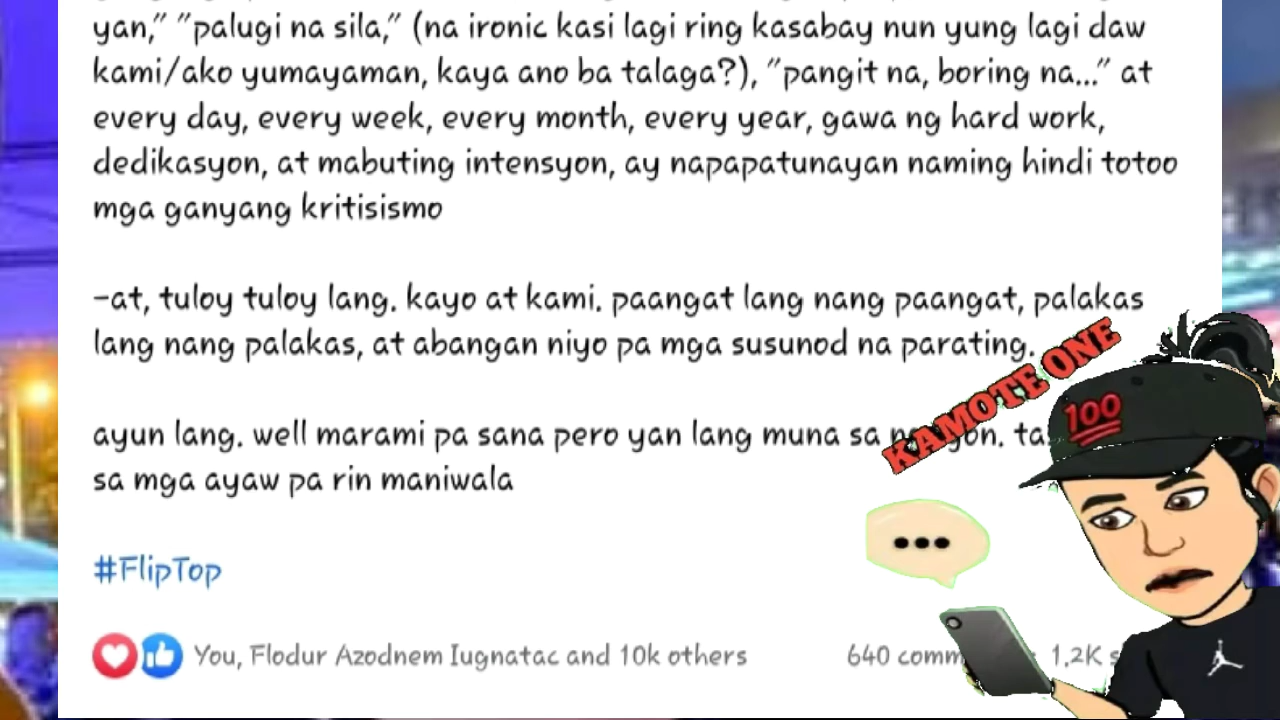 yan," "palugi na sila," (na ironic kasi lagi ring kasabay nun yung lagi daw
kami/ako yumayaman, kaya ano ba talaga?), "pangit na, boring na..." at
every day, every week, every month, every year, gawa ng hard work,
dedikasyon, at mabuting intensyon, ay napapatunayan naming hindi totoo
mga ganyang kritisismo
-at, tuloy tuloy lang. kayo at kami. paangat lang nang paangat, palakas
lang nang palakas, at abangan niyo pa mga susunod na parating.
KAMOTE ONE
100
ayun lang. well marami pa sana pero yan lang muna sa
sa mga ayaw pa rin maniwala
...
#FlipTop
You, Flodur Azodnem Iugnatac and 10k others
640 1.2K